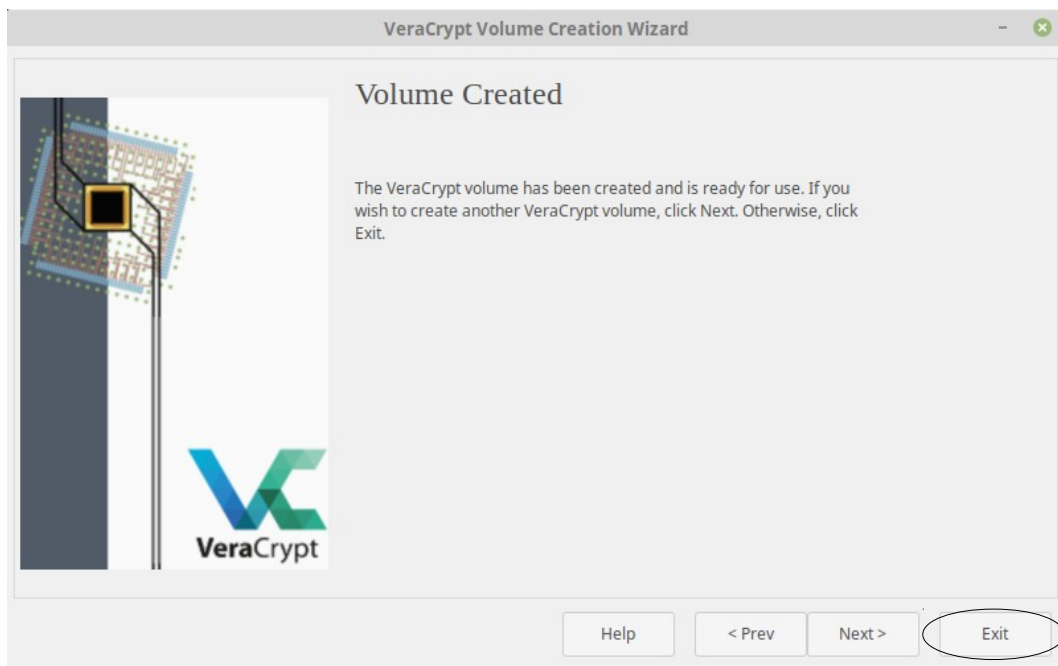 VeraCrypt Volume Creation Wizard
Volume Created
The VeraCrypt volume has been created and is ready for use. If you
wish to create another VeraCrypt volume, click Next. Otherwise, click
Exit.
VeraCrypt
Help
< Prev
Next >
Exit